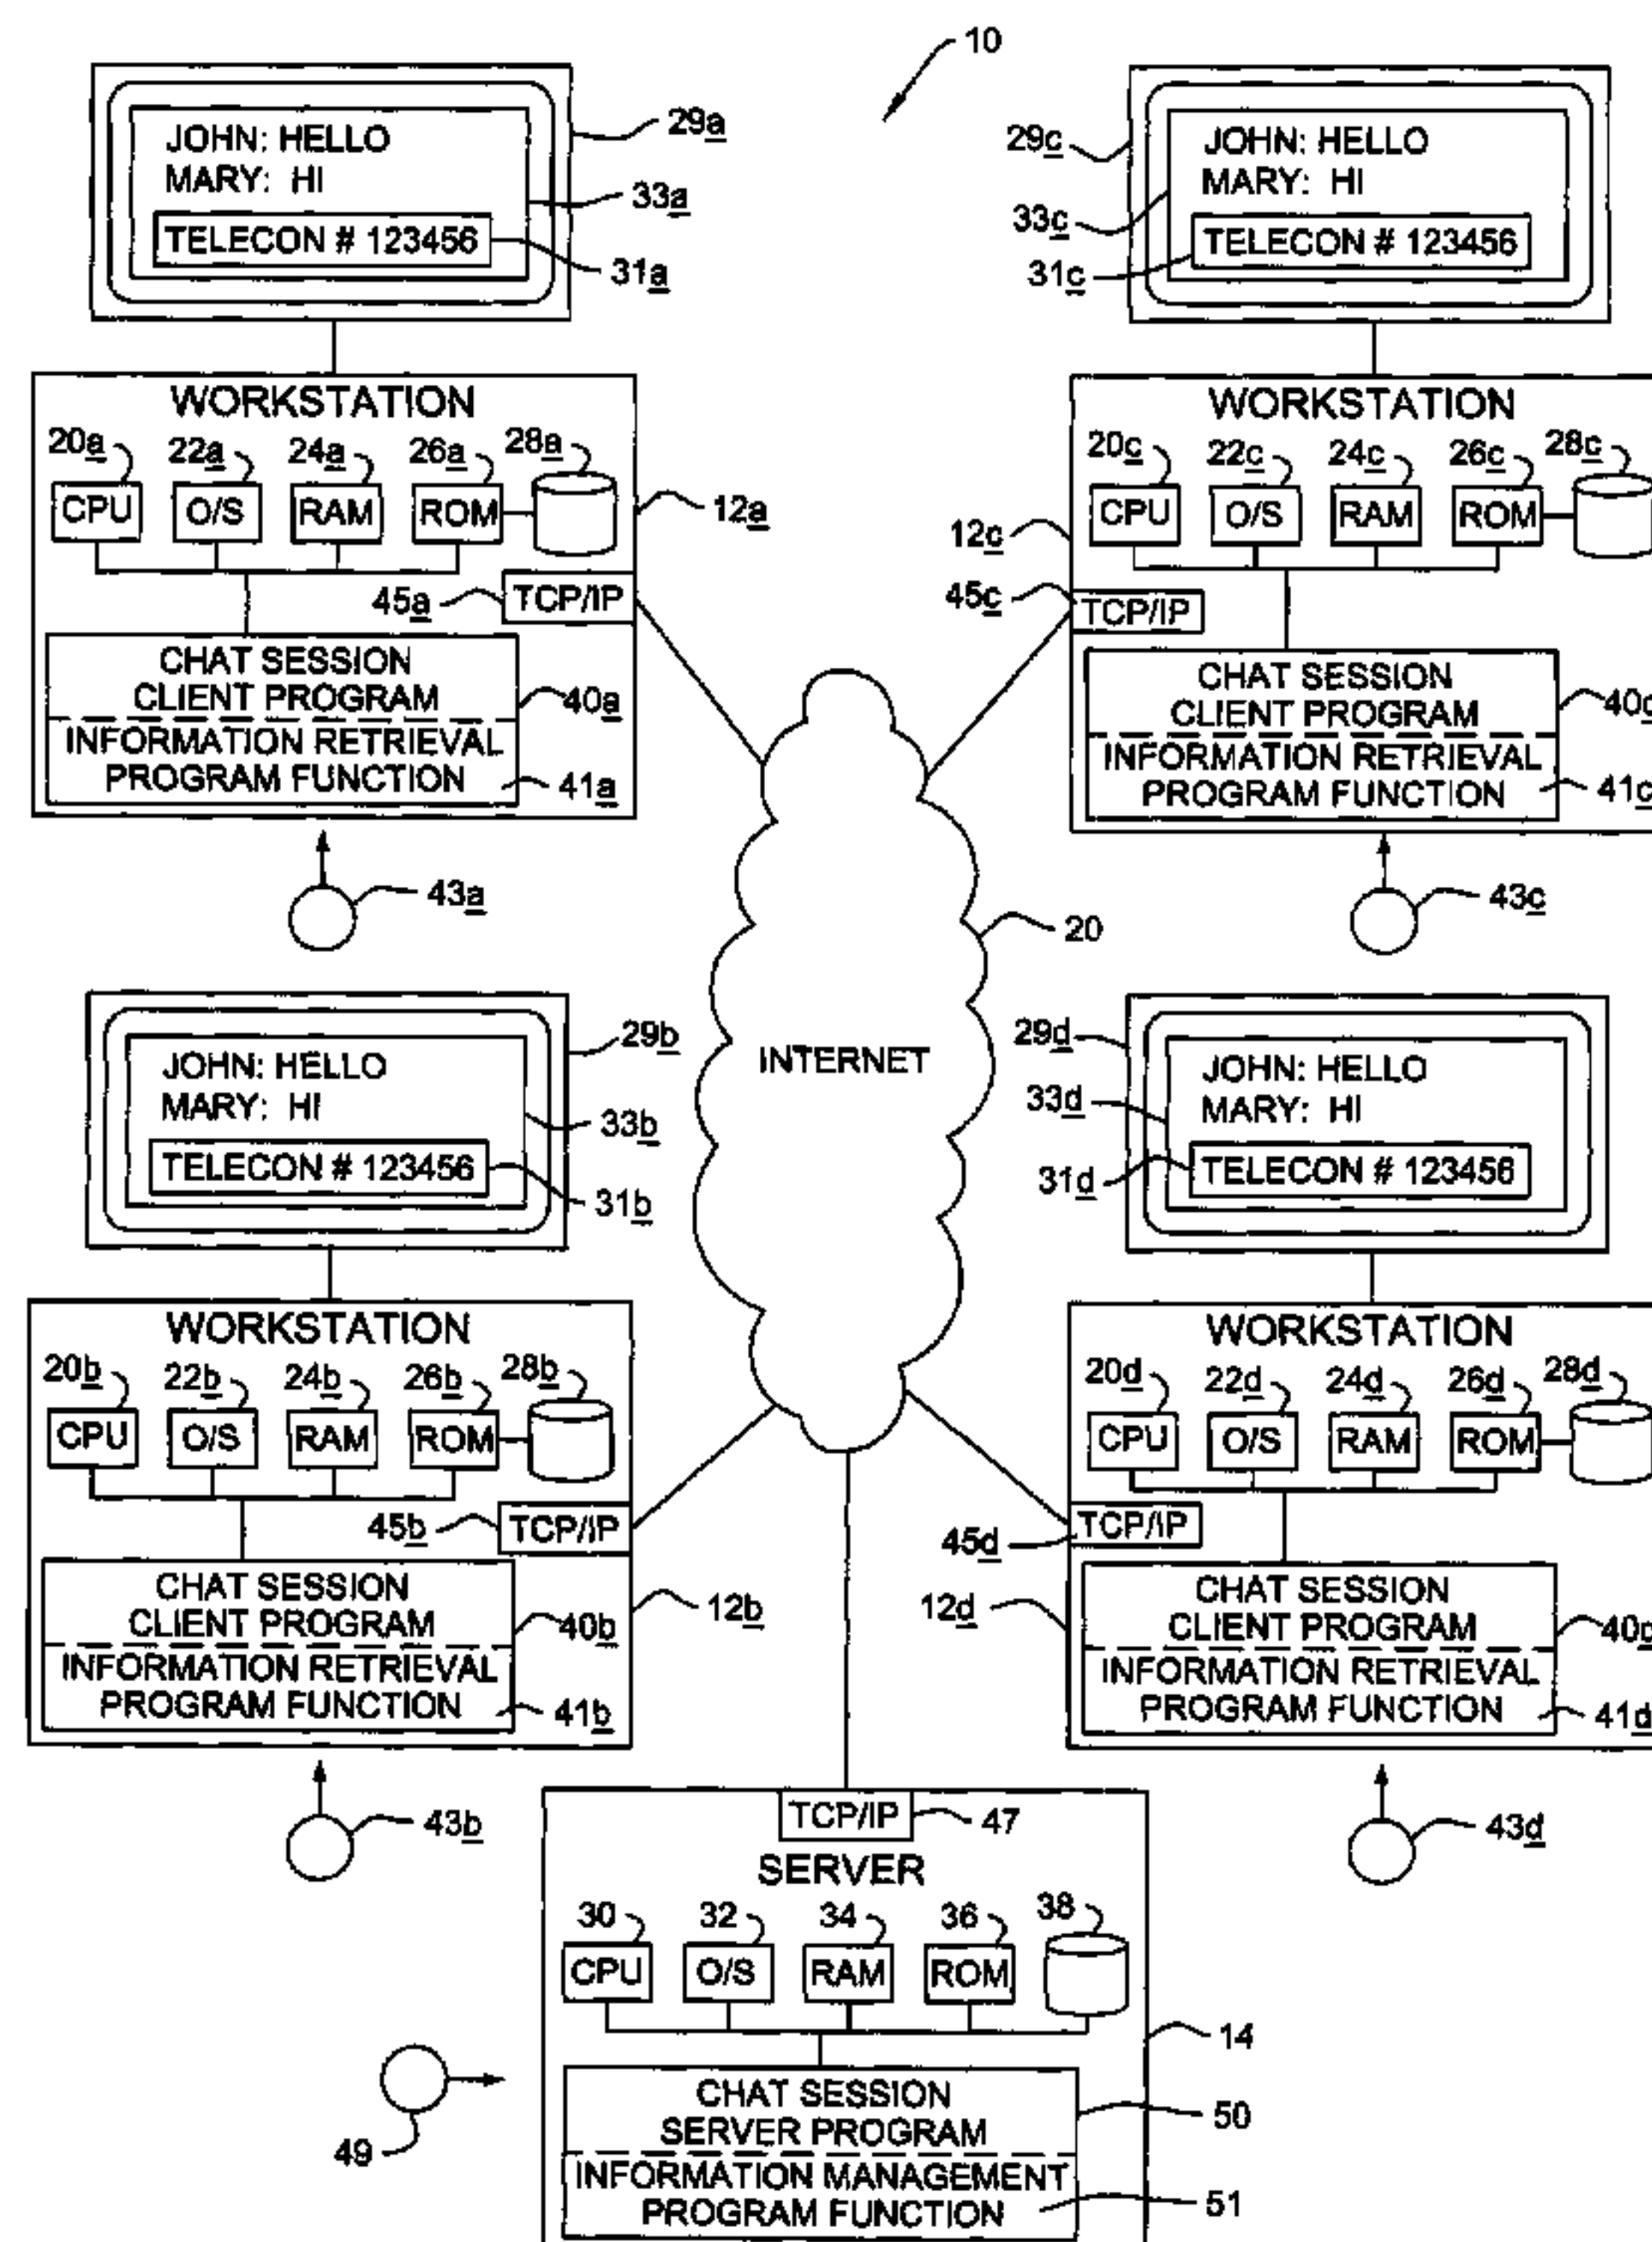 10
JOHN: HELLO
MARY: HI
TELECON # 123456
29a
33a
31a
WORKSTATION
20a 22a 24a 26a 28a
CPU O/S RAM ROM
12a
45a TCP/IP
CHAT SESSION
CLIENT PROGRAM
40a
INFORMATION RETRIEVAL
PROGRAM FUNCTION
41a
43a
JOHN: HELLO
MARY: HI
TELECON # 123456
29c
33c
31c
WORKSTATION
20c 22c 24c 26c 28c
CPU O/S RAM ROM
12c
45c
TCP/IP
CHAT SESSION
CLIENT PROGRAM
40c
INFORMATION RETRIEVAL
PROGRAM FUNCTION
41c
43c
20
INTERNET
JOHN: HELLO
MARY: HI
TELECON # 123456
29b
33b
31b
WORKSTATION
20b 22b 24b 26b 28b
CPU O/S RAM ROM
45b TCP/IP
12b
CHAT SESSION
CLIENT PROGRAM
40b
INFORMATION RETRIEVAL
PROGRAM FUNCTION
41b
43b
JOHN: HELLO
MARY: HI
TELECON # 123456
29d
33d
31d
WORKSTATION
20d 22d 24d 26d 28d
CPU O/S RAM ROM
TCP/IP
45d
12d
CHAT SESSION
CLIENT PROGRAM
40d
INFORMATION RETRIEVAL
PROGRAM FUNCTION
41d
43d
TCP/IP 47
SERVER
30 32 34 36 38
CPU O/S RAM ROM
14
CHAT SESSION
SERVER PROGRAM
50
INFORMATION MANAGEMENT
PROGRAM FUNCTION
51
49